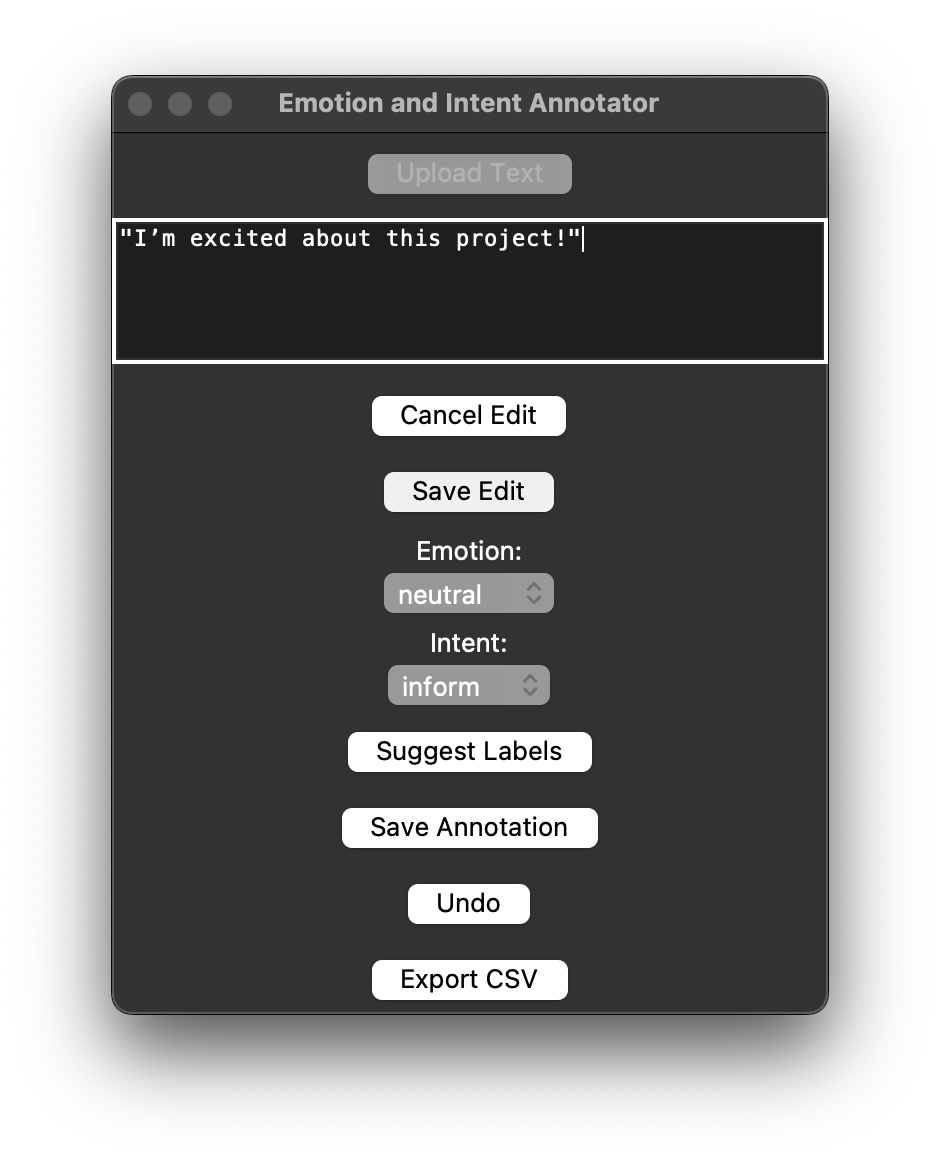 Emotion and Intent Annotator
Upload Text
"I’m excited about this project!"
Cancel Edit
Save Edit
Emotion:
neutral
Intent:
inform
Suggest Labels
Save Annotation
Undo
Export CSV